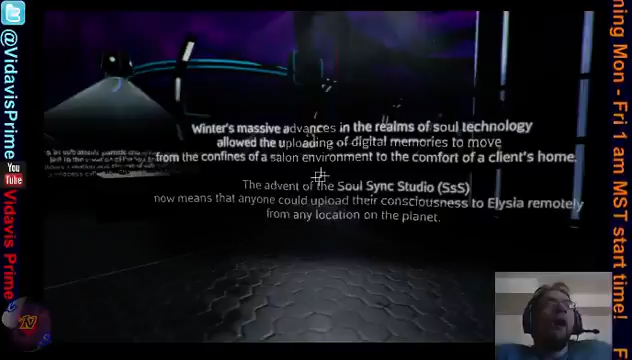 @VidavisPrime
You
Tube
Vidavis Prime
Winter's massive advances in the realms of soul technology
allowed the uploading of digital memories to move
from the confines of a salon environment to the comfort of a client's home.
The advent of the Soul Sync Studio (SsS)
now means that anyone could upload their consciousness to Elysia remotely
from any location on the planet.
Mon - Fri 1 am MST start time!